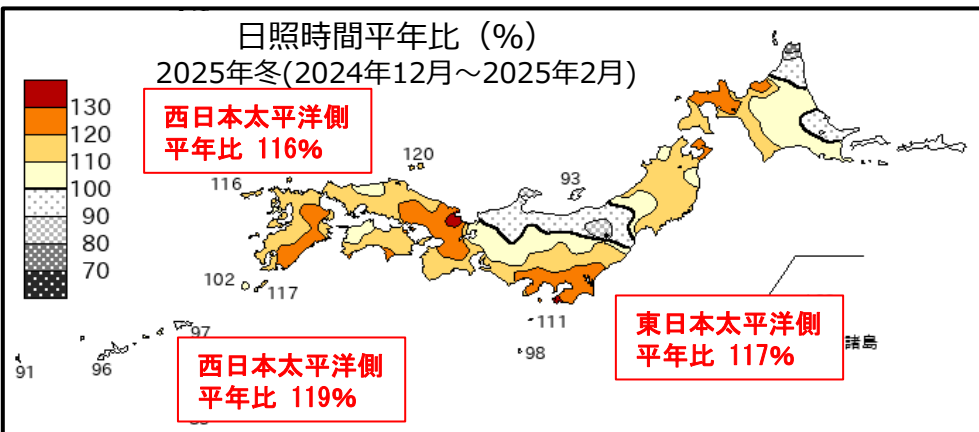 日照時間平年比（%）
2025年冬(2024年12月～2025年2月)
130
120
110
100
90
80
70
西日本太平洋側
平年比 116%
120
116
93
102
117
111
98
97
96
91
西日本太平洋側
平年比 119%
東日本太平洋側
平年比 117%
諸島